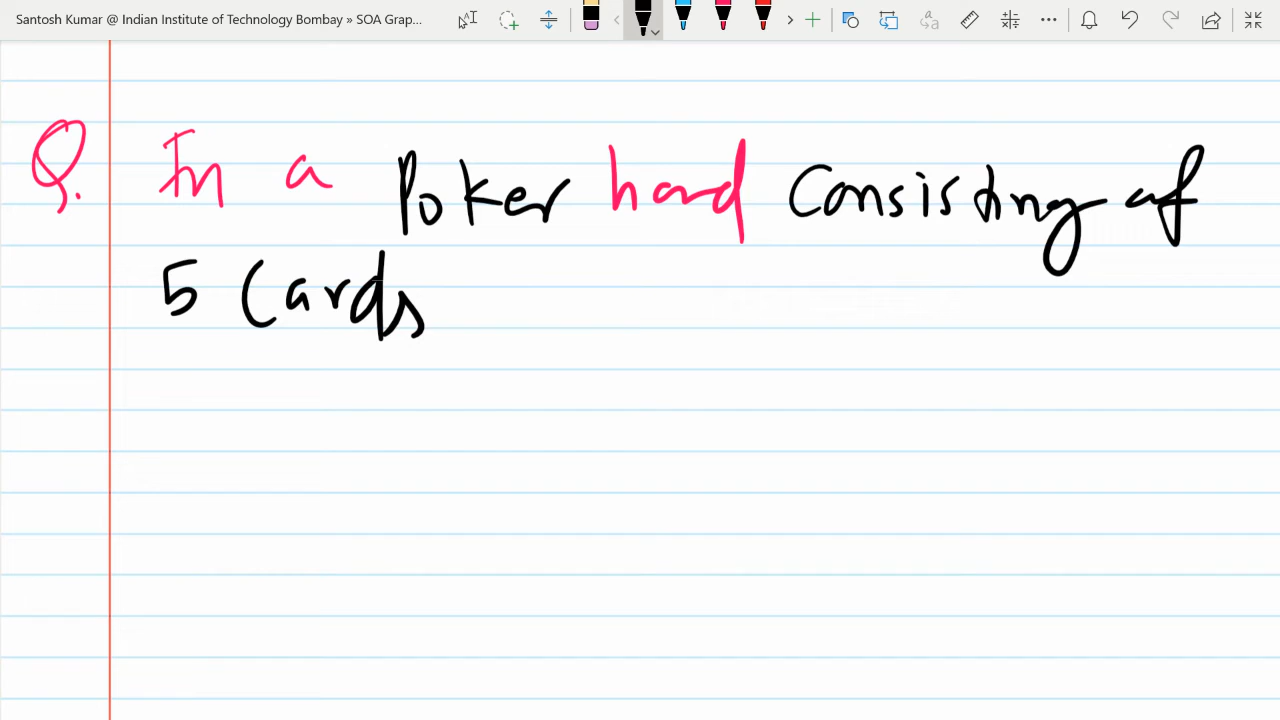 Santosh Kumar @ Indian Institute of Technology Bombay » SOA Grap...
Q. In a Poker hand Consisting of
5 Cards